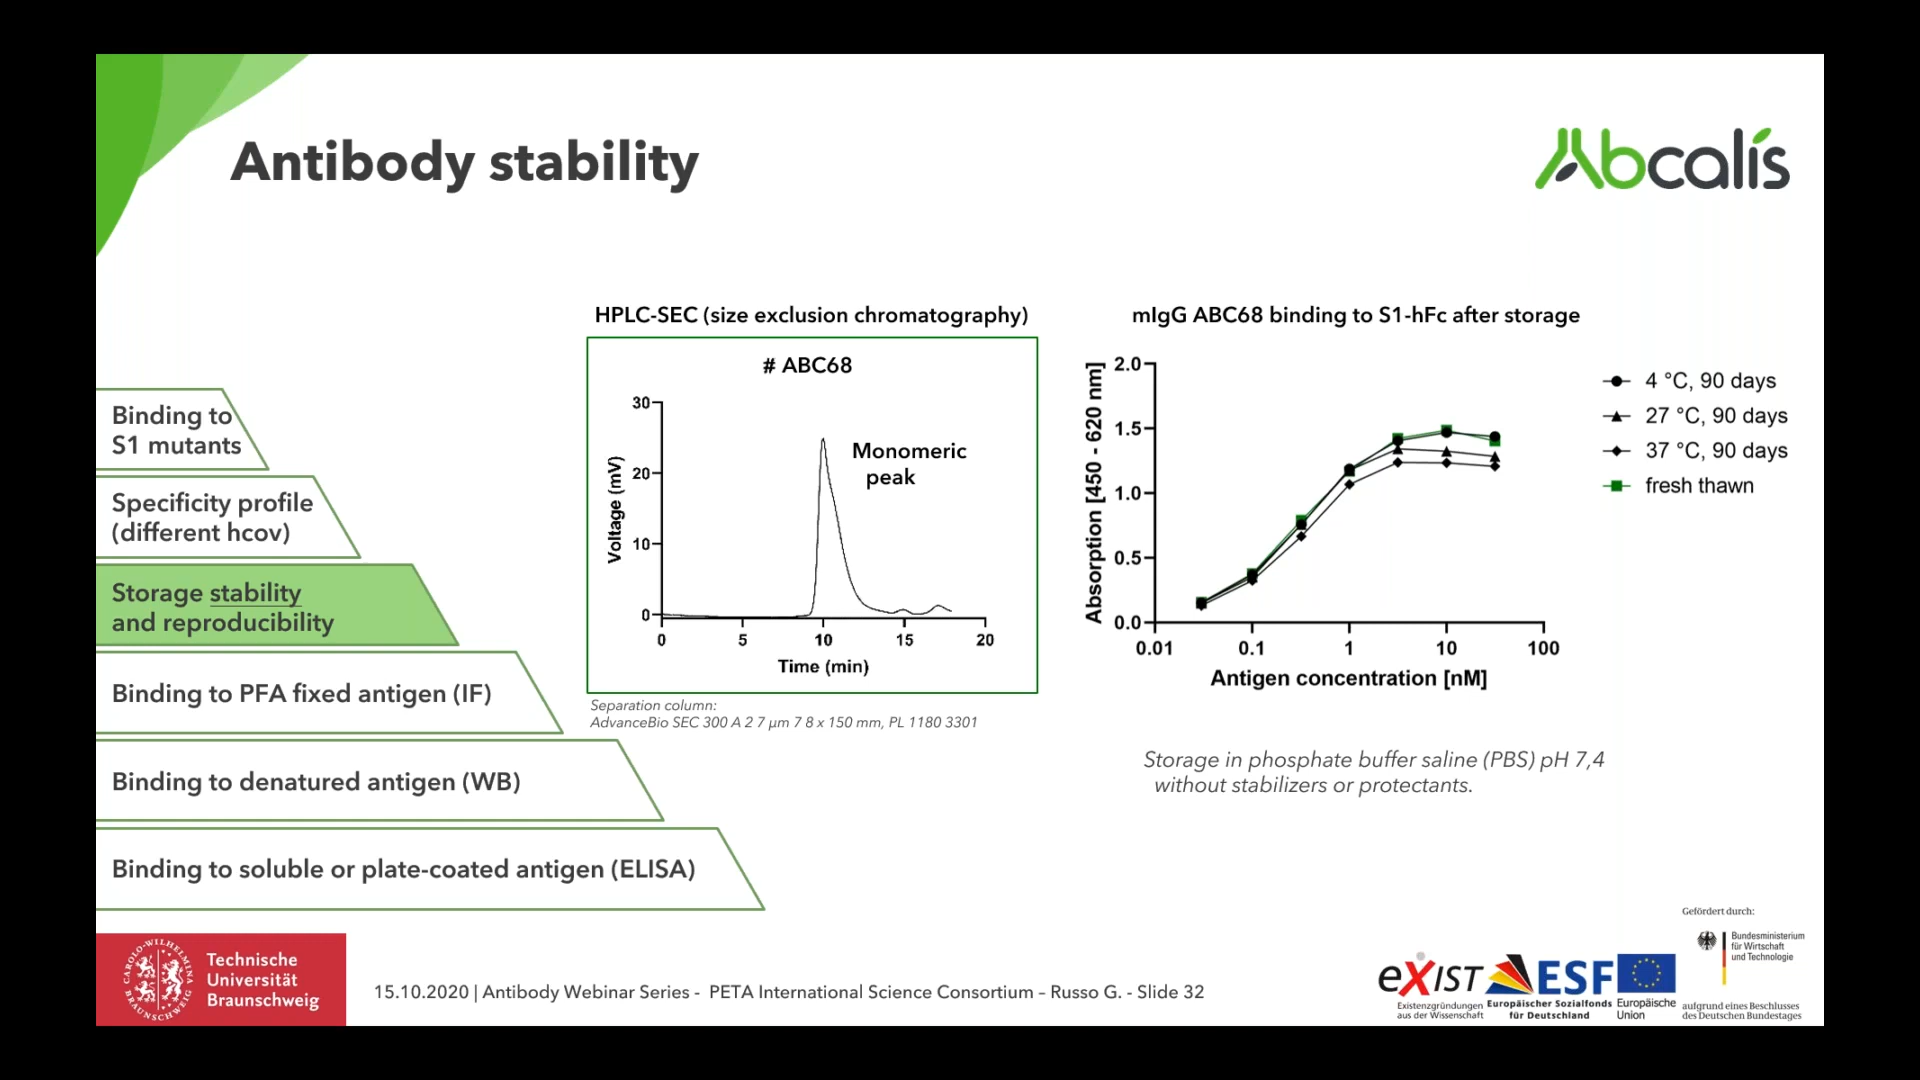 Antibody stability
Abcalis
HPLC-SEC (size exclusion chromatography)
# ABC68
30
20
10
0
Voltage (mV)
Monomeric
peak
0
5
10
15
20
Time (min)
Separation column:
AdvanceBio SEC 300 A 2 7 µm 7 8 x 150 mm, PL 1180 3301
mIgG ABC68 binding to S1-hFc after storage
2.0
1.5
1.0
0.5
0.0
Absorption [450 - 620 nm]
0.01
0.1
1
10
100
Antigen concentration [nM]
4 °C, 90 days
27 °C, 90 days
37 °C, 90 days
fresh thawn
Storage in phosphate buffer saline (PBS) pH 7,4
without stabilizers or protectants.
Binding to
S1 mutants
Specificity profile
(different hcov)
Storage stability
and reproducibility
Binding to PFA fixed antigen (IF)
Binding to denatured antigen (WB)
Binding to soluble or plate-coated antigen (ELISA)
CAROLO-WILHELMINA
BRAUNSCHWEIG
Technische
Universität
Braunschweig
15.10.2020 | Antibody Webinar Series - PETA International Science Consortium – Russo G. - Slide 32
eXIST
Existenzgründungen
aus der Wissenschaft
ESF
Europäischer Sozialfonds
für Deutschland
Europäische
Union
Gefördert durch:
Bundesministerium
für Wirtschaft
und Technologie
aufgrund eines Beschlusses
des Deutschen Bundestages